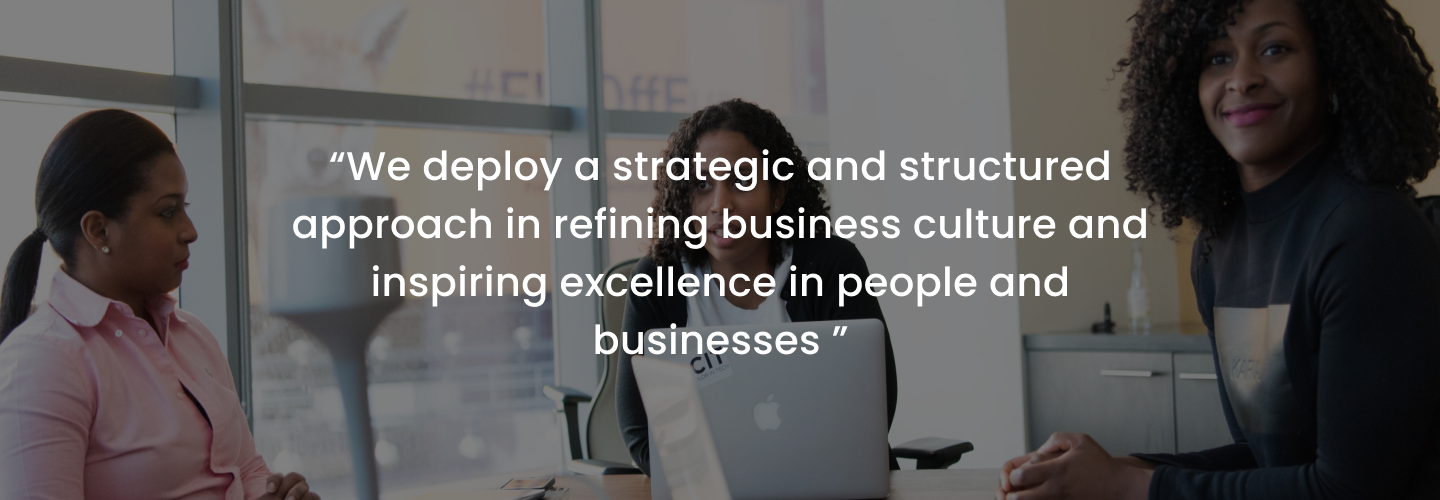 “We deploy a strategic and structured
approach in refining business culture and
inspiring excellence in people and
businesses ”